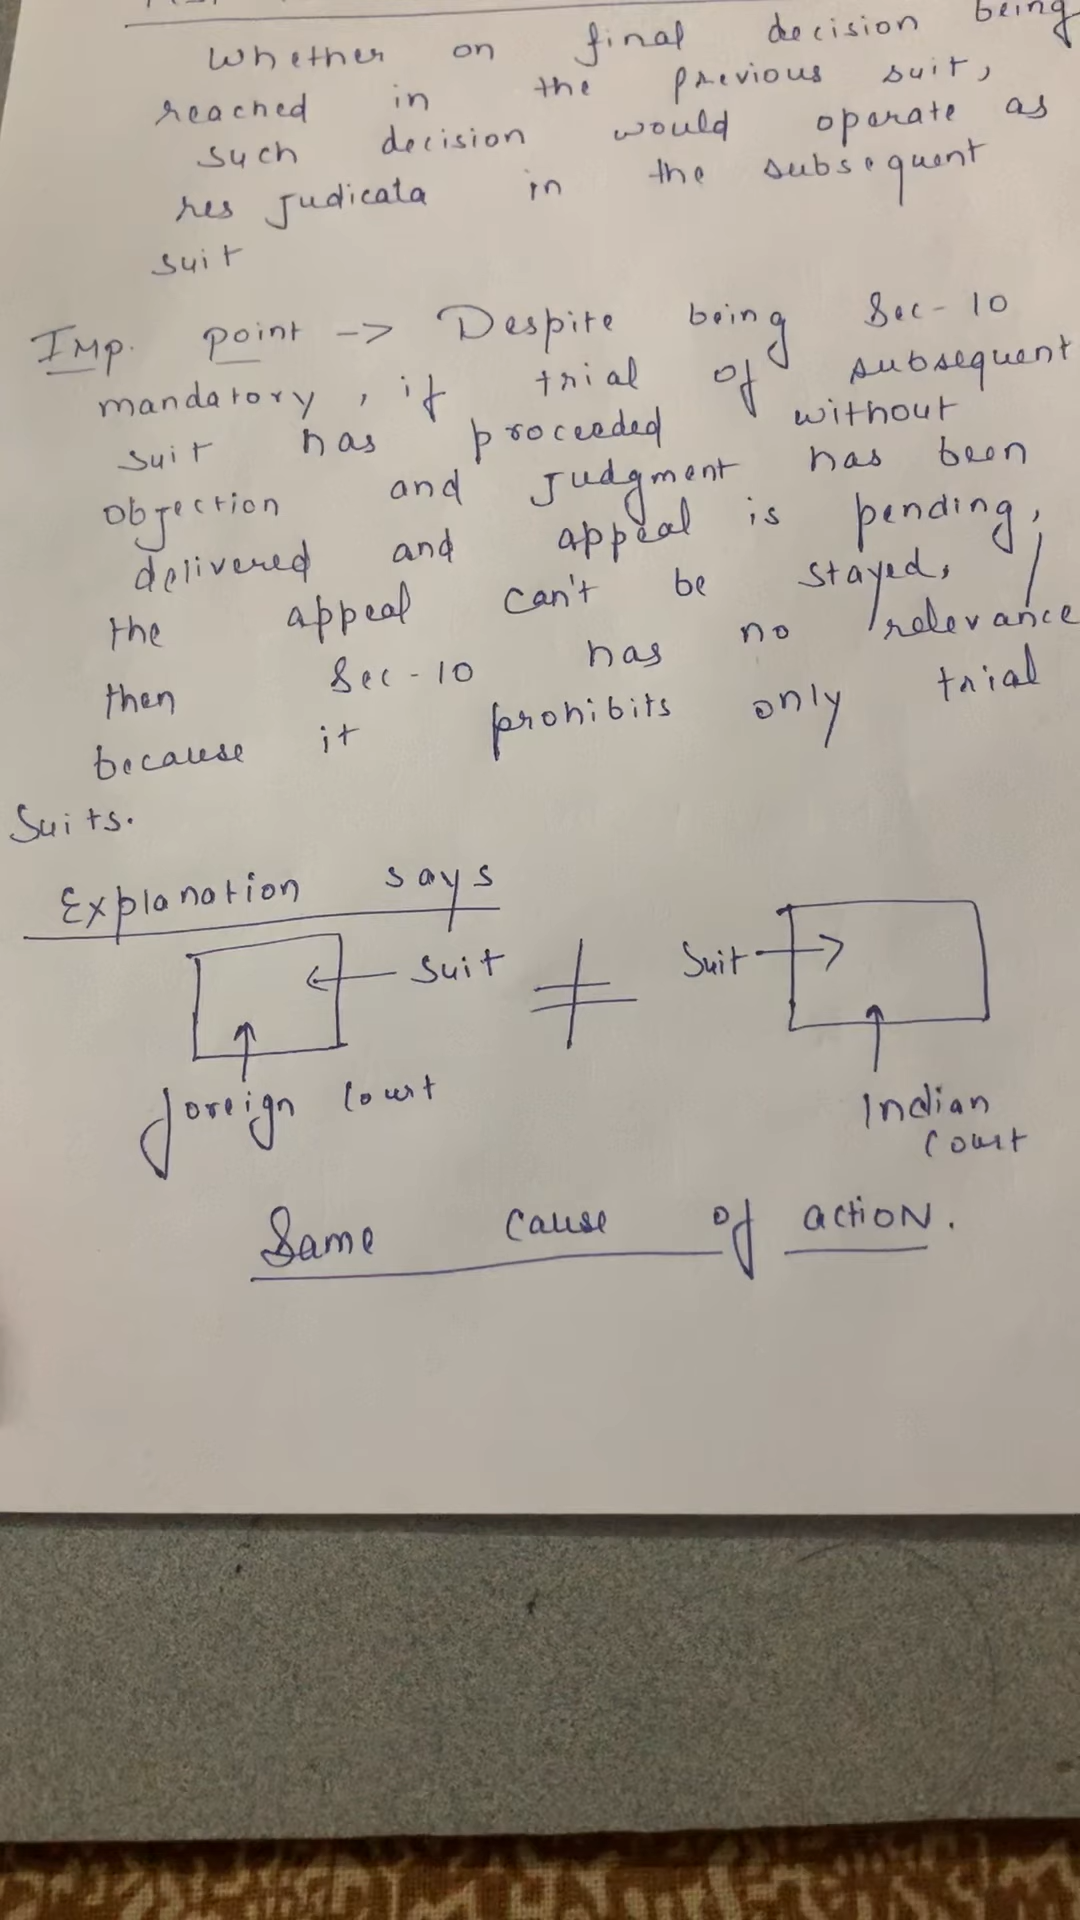 Whether on final decision being
reached in the previous suit,
such decision would operate as
res Judicata in the subsequent
suit
Imp. point -> Despite being Sec-10
mandatory, if trial of subsequent
suit has proceeded without
objection and Judgment has been
delivered and appeal is pending,
the appeal can't be stayed,
then Sec-10 has no relevance
because it prohibits only trial
Suits.
Explanation says
Suit ≠ Suit
foreign court Indian
court
Same cause of action.